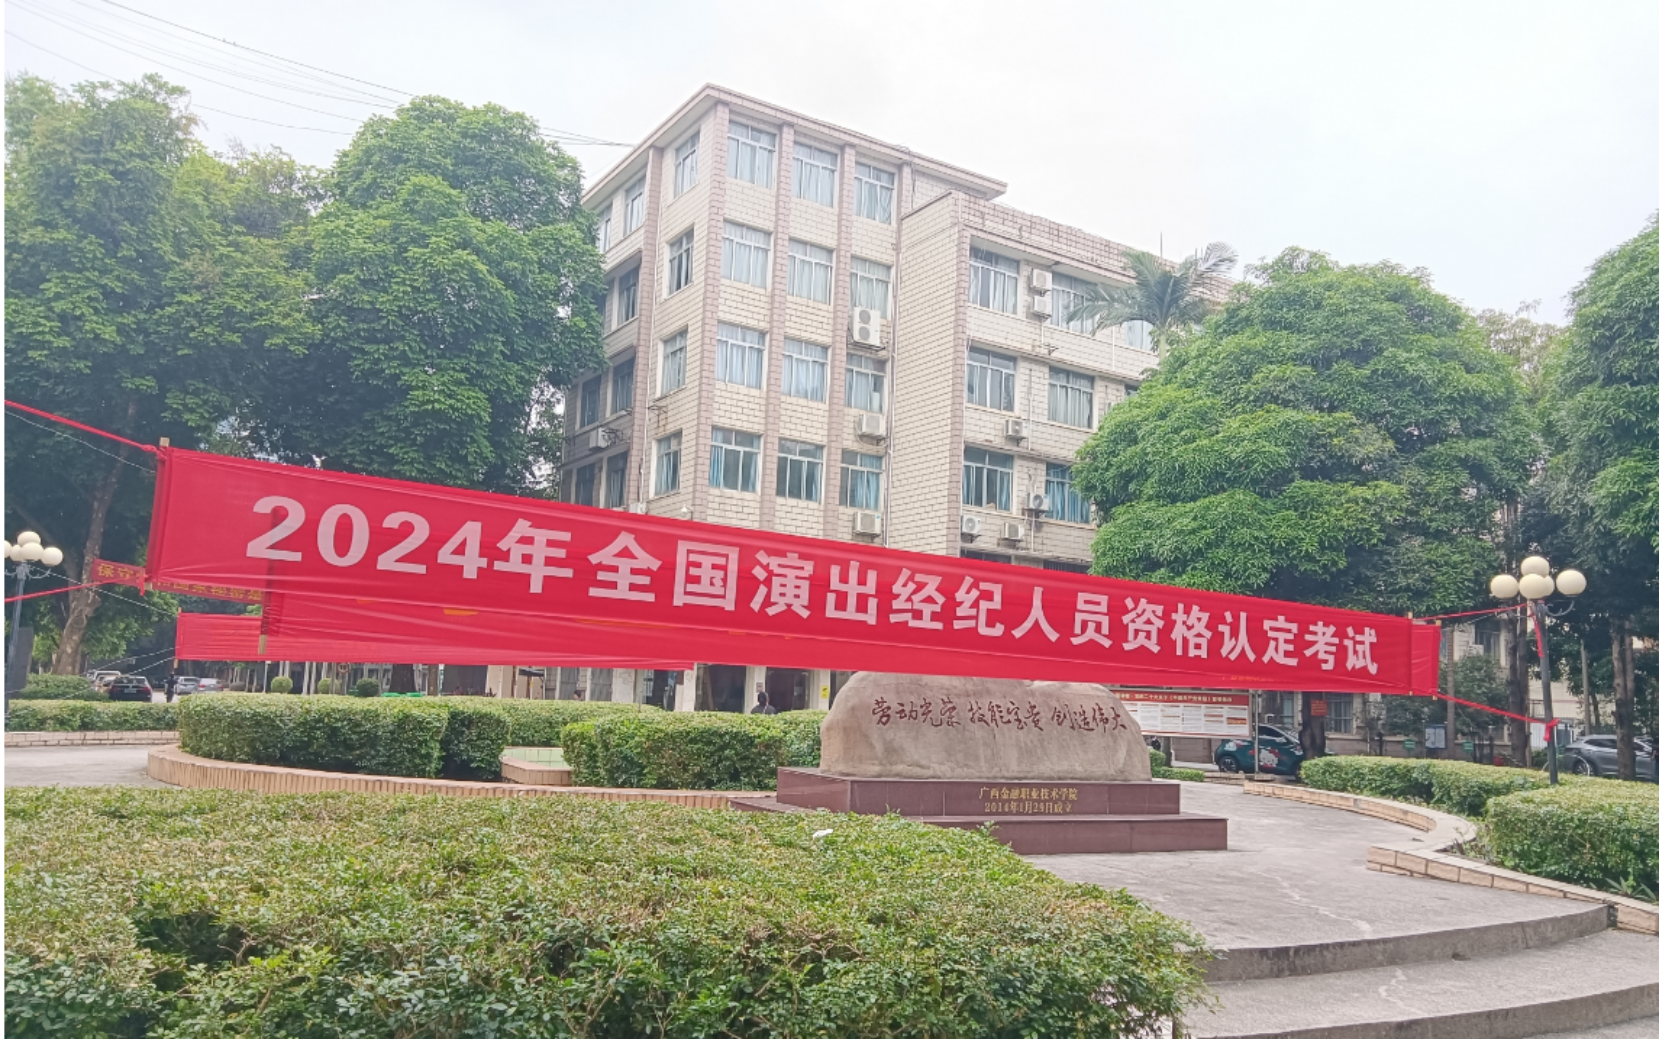 2024年全国演出经纪人员资格认定考试
保守
劳动光荣 技能宝贵 创造伟大
广西金融职业技术学院
2014年1月29日成立